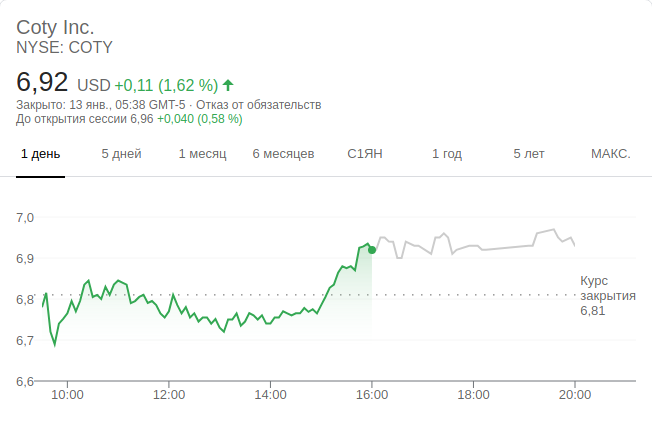 Coty Inc.
NYSE: COTY
6,92 USD +0,11 (1,62 %)
Закрыто: 13 янв., 05:38 GMT-5 · Отказ от обязательств
До открытия сессии 6,96 +0,040 (0,58 %)
1 день 5 дней 1 месяц 6 месяцев С1ЯН 1 год 5 лет МАКС.
7,0
6,9
6,8
6,7
6,6
Курс
закрытия
6,81
10:00 12:00 14:00 16:00 18:00 20:00